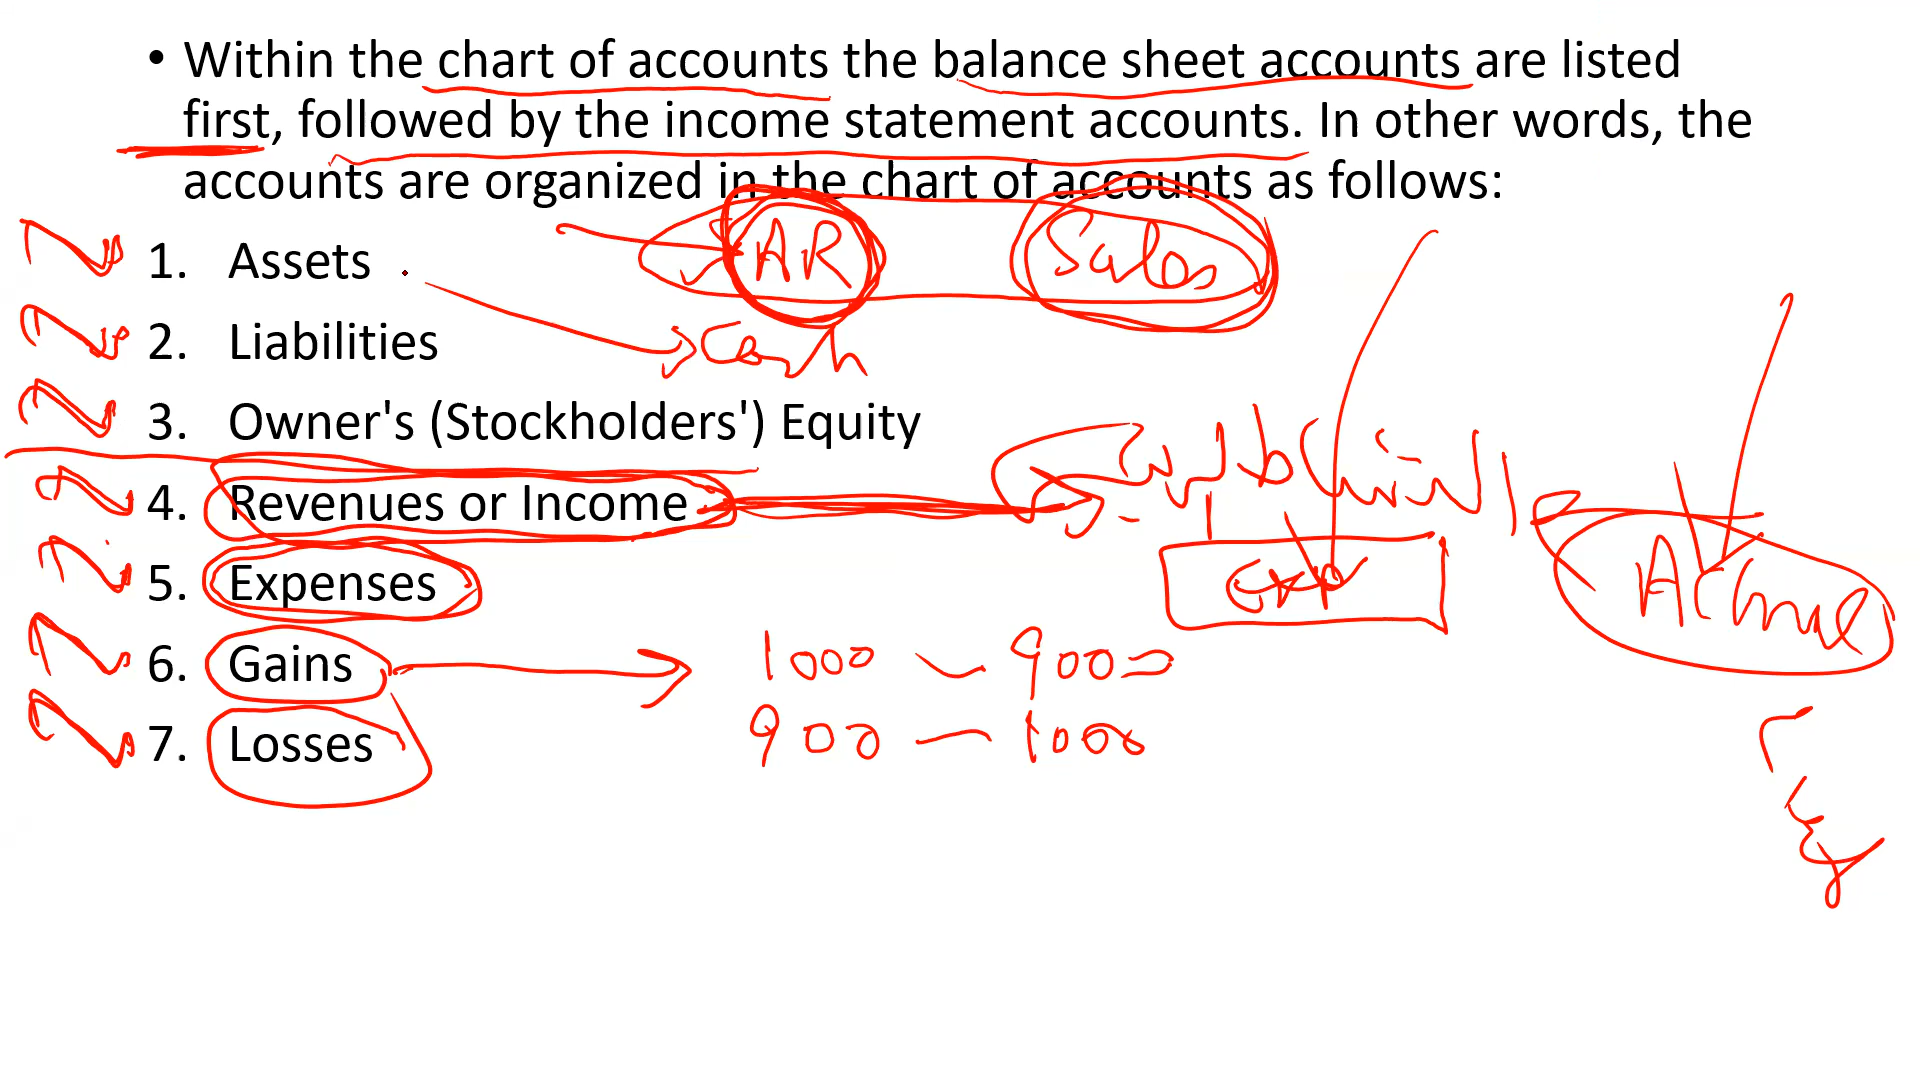 • Within the chart of accounts the balance sheet accounts are listed
first, followed by the income statement accounts. In other words, the
accounts are organized in the chart of accounts as follows:
AR Sales
1. Assets
Cash
2. Liabilities
3. Owner's (Stockholders') Equity
4. Revenues or Income
5. Expenses
exp
6. Gains
1000 – 9000
7. Losses
900 – 1000